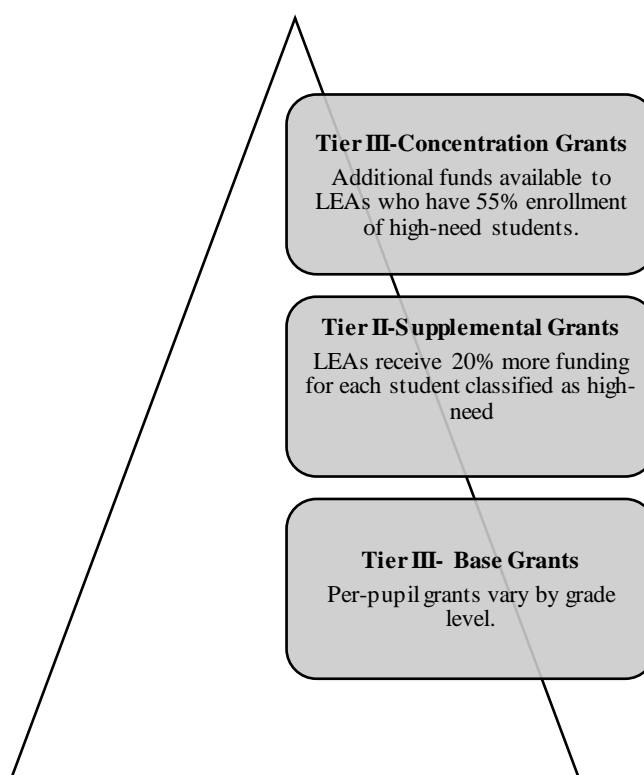 Tier III-Concentration Grants
Additional funds available to
LEAs who have 55% enrollment
of high-need students.
Tier II-Supplemental Grants
LEAs receive 20% more funding
for each student classified as high-
need
Tier III- Base Grants
Per-pupil grants vary by grade
level.